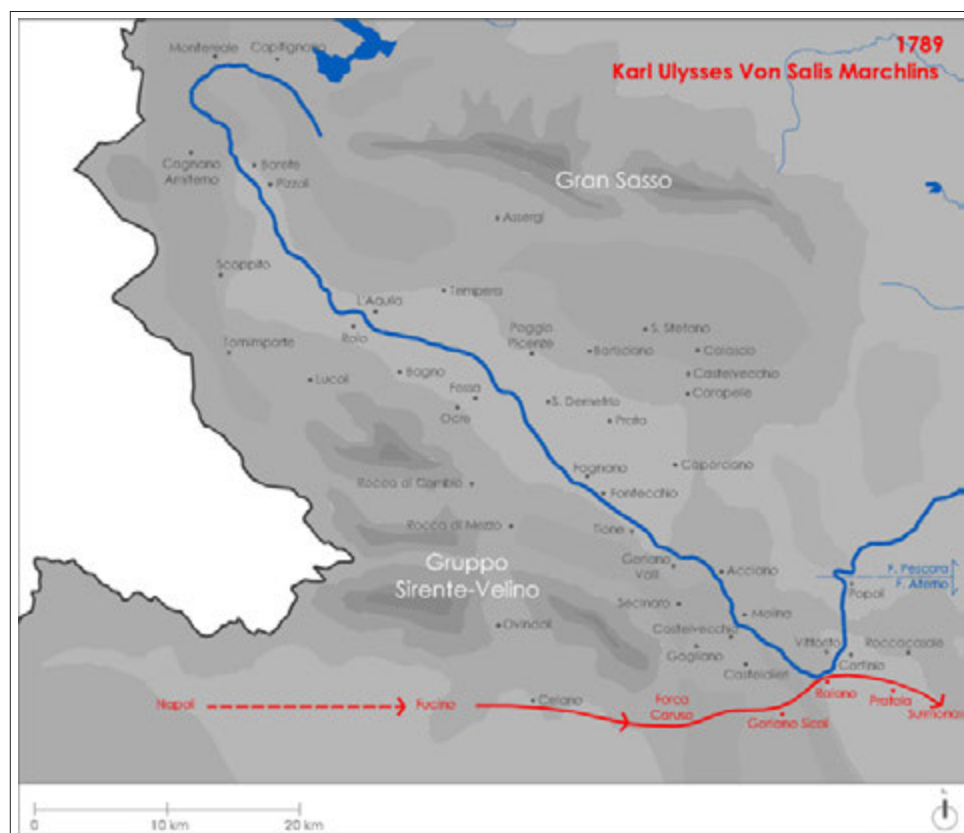 1789
Karl Ulysses Von Salis Marchlins
Montereale
Capitignano
Cagnano
Amiterno
Barete
Pizzoli
Gran Sasso
Assergi
Scoppito
L'Aquila
Tempera
Roio
Poggio
Picenze
S. Stefano
Barisciano
Calascio
Tornimparte
Lucoli
Bagno
Castelvecchio
Carapelle
Fossa
Ocre
S. Demetrio
Prata
Caporciano
Fagnano
Rocca di Cambio
Fontecchio
Rocca di Mezzo
Tione
Gruppo
Sirente-Velino
Goriano
Valli
Acciano
F. Pescara
F. Aterno
Popoli
Secinaro
Molina
Ovindoli
Castelvecchio
Gagliano
Vittorito
Roccacasale
Corfinio
Casteldieri
Napoli
Fucino
Celano
Forca
Caruso
Raiano
Pratola
Goriano Sicoli
Sulmona
0
10 km
20 km